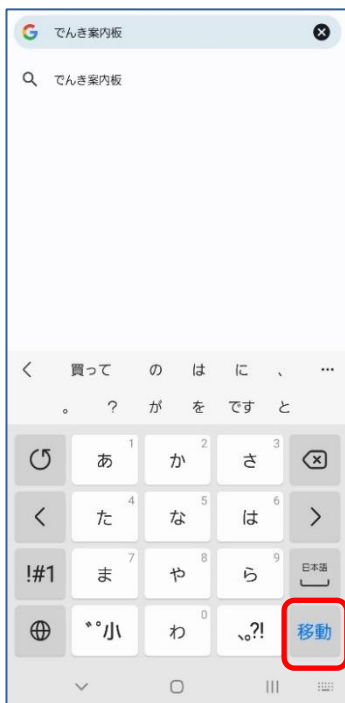 でんき案内板
でんき案内板
買って の は に 、 …
。 ? が を です と
あ 1 か 2 さ 3
た 4 な 5 は 6
!#1 ま 7 や 8 ら 9 日本語
゛゜小 わ 0 、。?! 移動